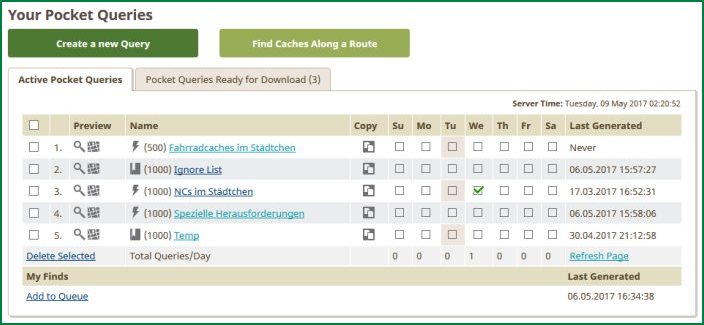 Your Pocket Queries
Create a new Query Find Caches Along a Route
Active Pocket Queries Pocket Queries Ready for Download (3)
Server Time: Tuesday, 09 May 2017 02:20:52
Preview Name Copy Su Mo Tu We Th Fr Sa Last Generated
1. (500) Fahrradcaches im Städtchen Never
2. (1000) Ignore List 06.05.2017 15:57:27
3. (1000) NCs im Städtchen 17.03.2017 16:52:31
4. (1000) Spezielle Herausforderungen 06.05.2017 15:58:06
5. (1000) Temp 30.04.2017 21:12:58
Delete Selected Total Queries/Day 0 0 0 1 0 0 0 Refresh Page
My Finds Last Generated
Add to Queue 06.05.2017 16:34:38